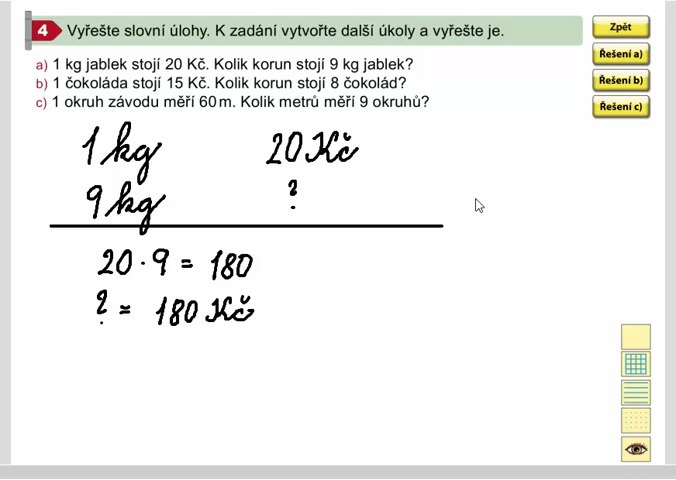 4 Vyřešte slovní úlohy. K zadání vytvořte další úkoly a vyřešte je.
Zpět
Řešení a)
Řešení b)
Řešení c)
a) 1 kg jablek stojí 20 Kč. Kolik korun stojí 9 kg jablek?
b) 1 čokoláda stojí 15 Kč. Kolik korun stojí 8 čokolád?
c) 1 okruh závodu měří 60 m. Kolik metrů měří 9 okruhů?
1 kg 20 Kč
9 kg ?
20 · 9 = 180
? = 180 Kč